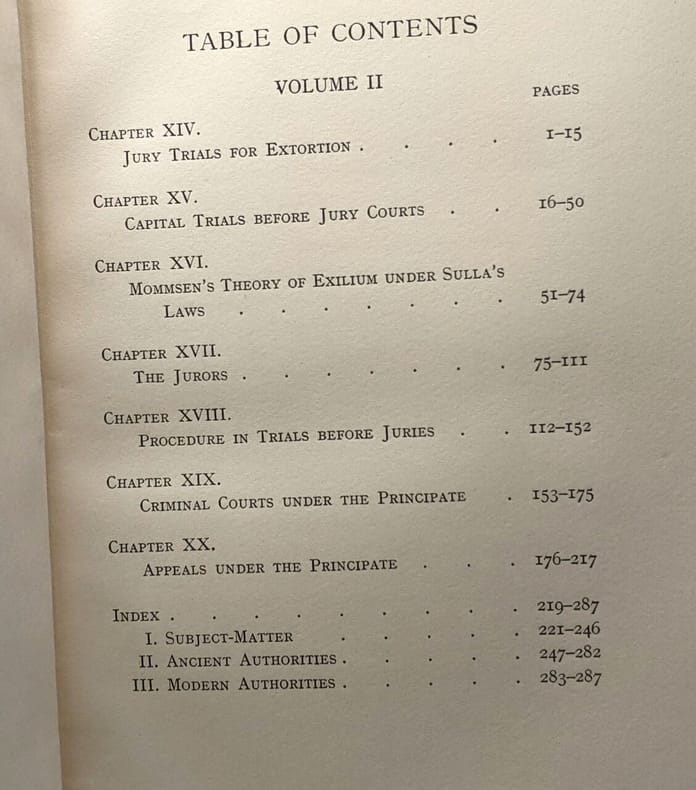 TABLE OF CONTENTS
VOLUME II
PAGES
CHAPTER XIV.
JURY TRIALS FOR EXTORTION . . . . 1–15
CHAPTER XV.
CAPITAL TRIALS BEFORE JURY COURTS . . 16–50
CHAPTER XVI.
MOMMSEN'S THEORY OF EXILIUM UNDER SULLA'S
LAWS . . . . . . . 51–74
CHAPTER XVII.
THE JURORS . . . . . . . 75–111
CHAPTER XVIII.
PROCEDURE IN TRIALS BEFORE JURIES . . 112–152
CHAPTER XIX.
CRIMINAL COURTS UNDER THE PRINCIPATE . 153–175
CHAPTER XX.
APPEALS UNDER THE PRINCIPATE . . . 176–217
INDEX . . . . . . . . . 219–287
I. SUBJECT-MATTER . . . . . 221–246
II. ANCIENT AUTHORITIES . . . . . 247–282
III. MODERN AUTHORITIES . . . . . 283–287